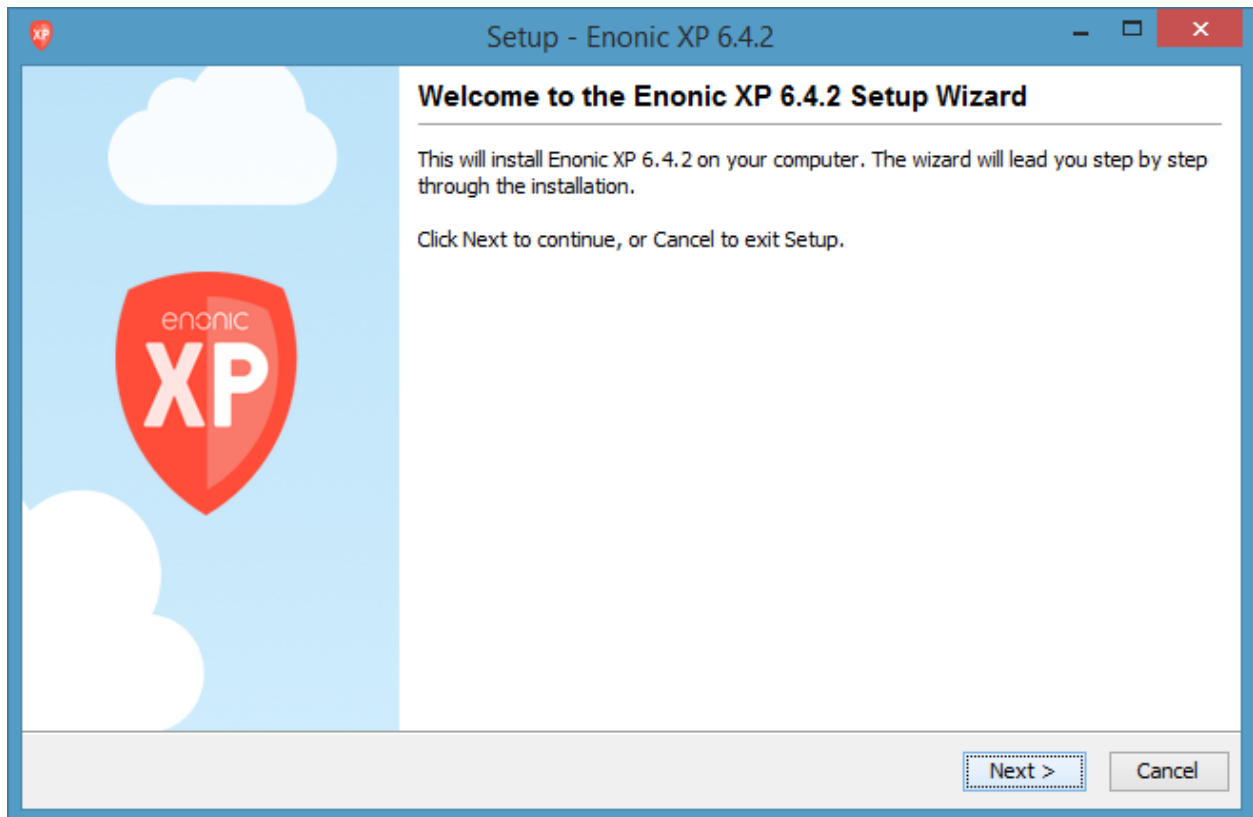 XP
Setup - Enonic XP 6.4.2
Welcome to the Enonic XP 6.4.2 Setup Wizard
This will install Enonic XP 6.4.2 on your computer. The wizard will lead you step by step
through the installation.
Click Next to continue, or Cancel to exit Setup.
enonic
XP
Next >
Cancel